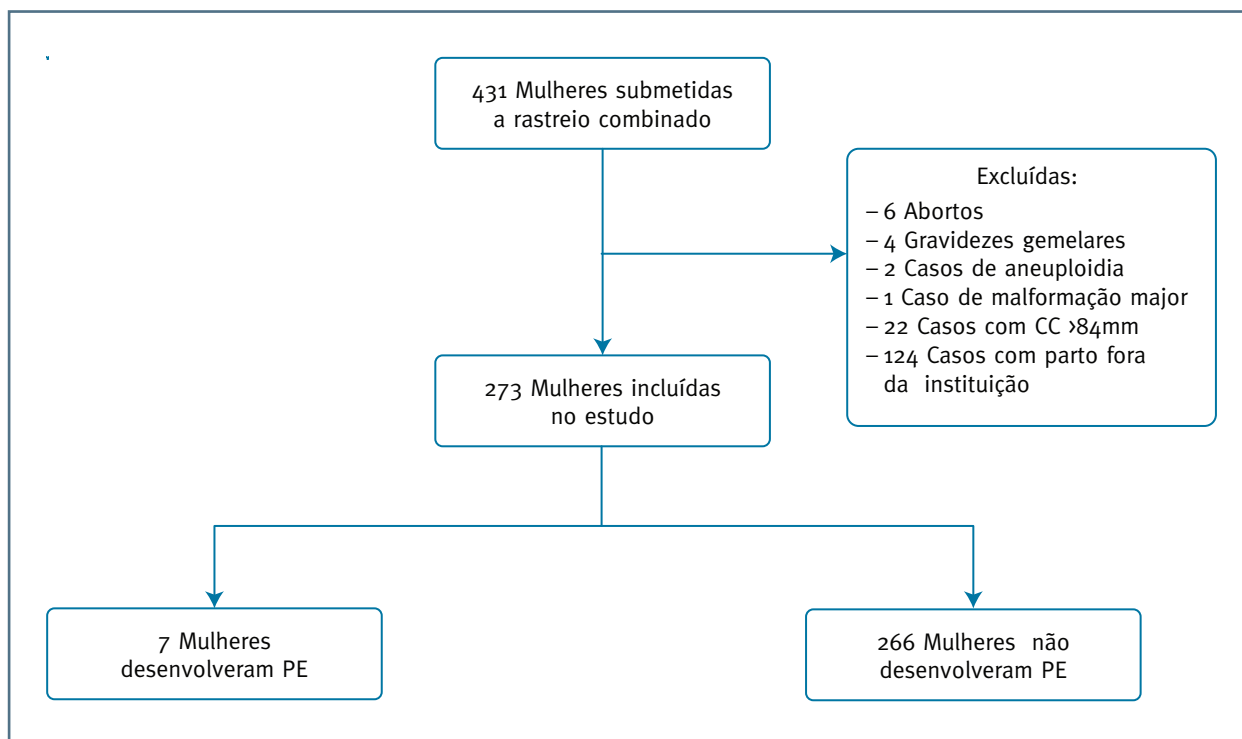 431 Mulheres submetidas
a rastreio combinado
Excluídas:
– 6 Abortos
– 4 Gravidezes gemelares
– 2 Casos de aneuploidia
– 1 Caso de malformação major
– 22 Casos com CC >84mm
– 124 Casos com parto fora
da instituição
273 Mulheres incluídas
no estudo
7 Mulheres
desenvolveram PE
266 Mulheres não
desenvolveram PE